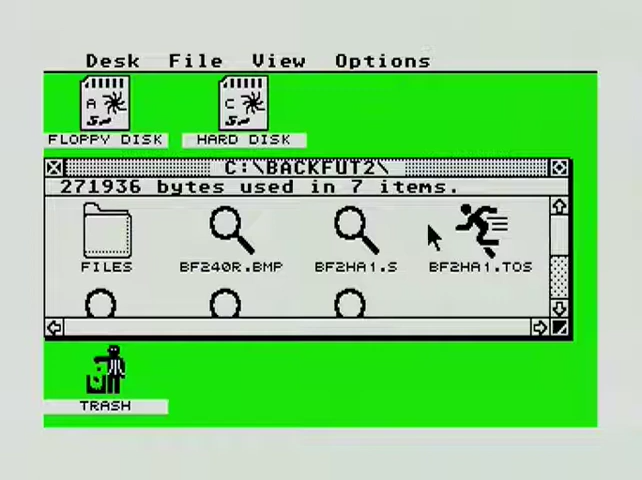 Desk File View Options
A C
FLOPPY DISK HARD DISK
C:\BACKFUT2\
271936 bytes used in 7 items.
FILES BF240R.BMP BF2HA1.S BF2HA1.TOS
TRASH